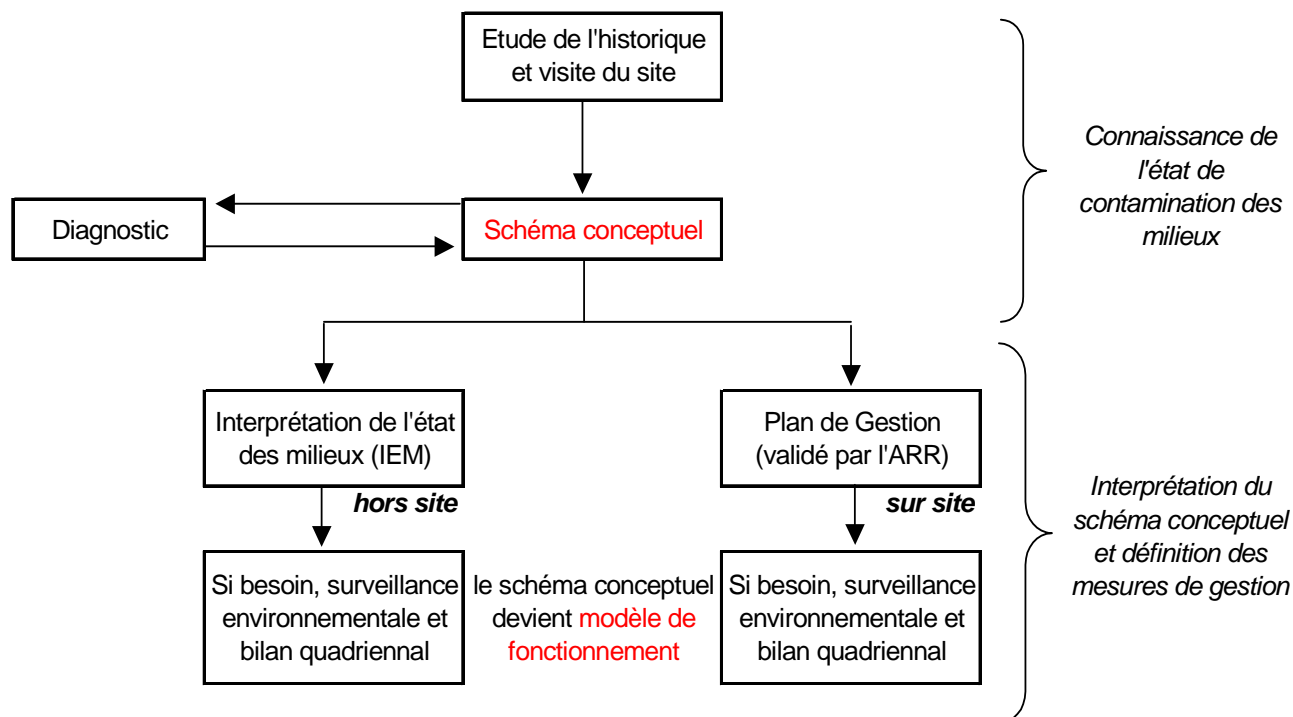 Etude de l'historique
et visite du site
Connaissance de
l'état de
contamination des
milieux
Diagnostic
Schéma conceptuel
Interprétation de l'état
des milieux (IEM)
Plan de Gestion
(validé par l'ARR)
hors site
sur site
Interprétation du
schéma conceptuel
et définition des
mesures de gestion
Si besoin, surveillance
environnementale et
bilan quadriennal
le schéma conceptuel
devient modèle de
fonctionnement
Si besoin, surveillance
environnementale et
bilan quadriennal